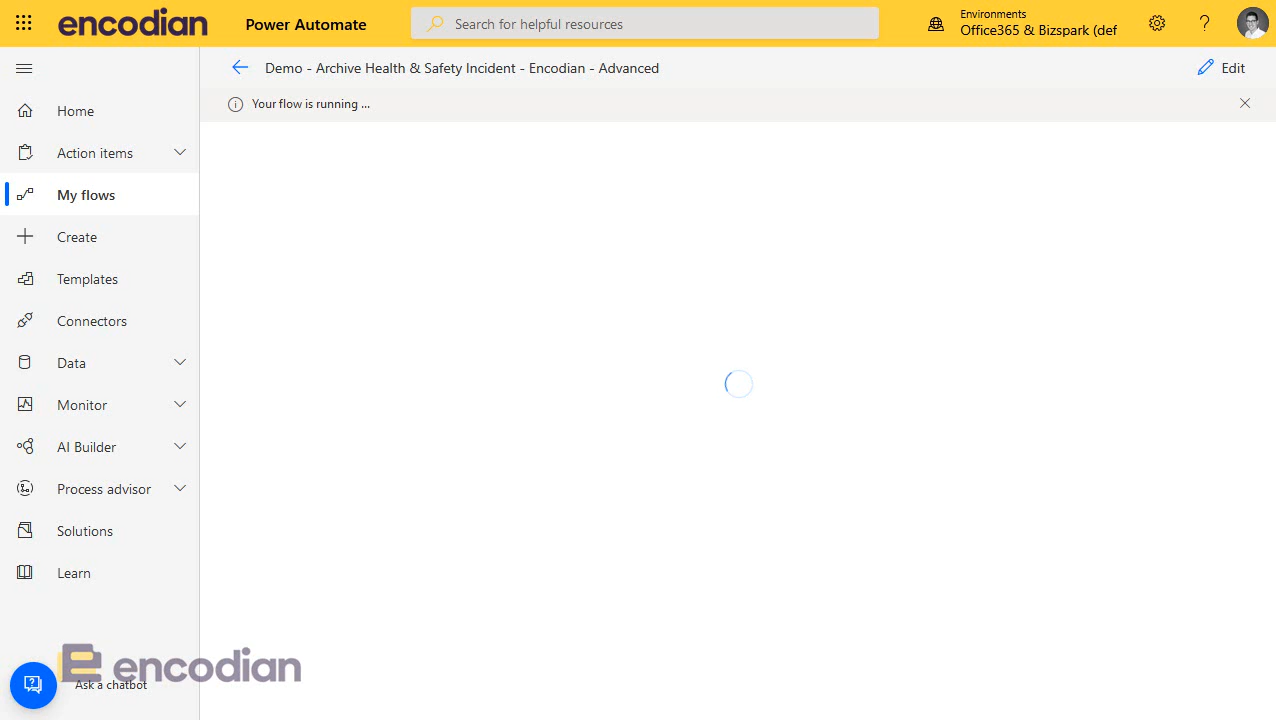 encodian
Power Automate
Search for helpful resources
Environments
Office365 & Bizspark (def
Demo - Archive Health & Safety Incident - Encodian - Advanced
Edit
Your flow is running ...
Home
Action items
My flows
Create
Templates
Connectors
Data
Monitor
AI Builder
Process advisor
Solutions
Learn
encodian
Ask a chatbot